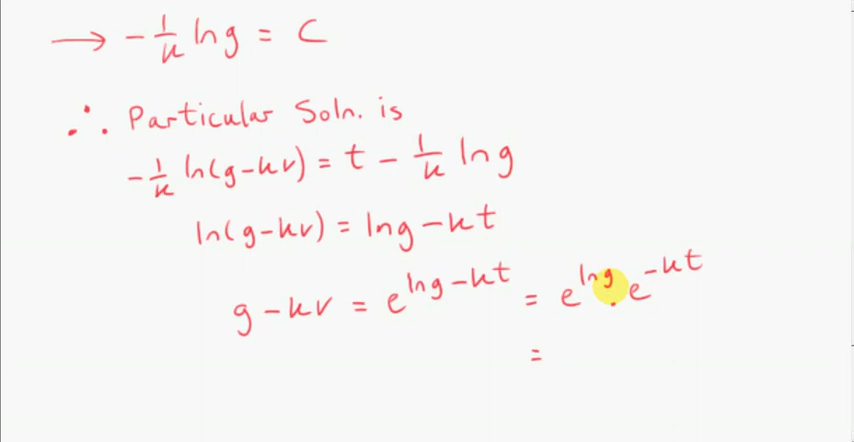 → -1/k ln g = C
∴ Particular Soln. is
-1/k ln(g-kv) = t - 1/k ln g
ln(g-kv) = ln g - kt
g - kv = e^(ln g - kt) = e^(ln g) . e^(-kt)
=